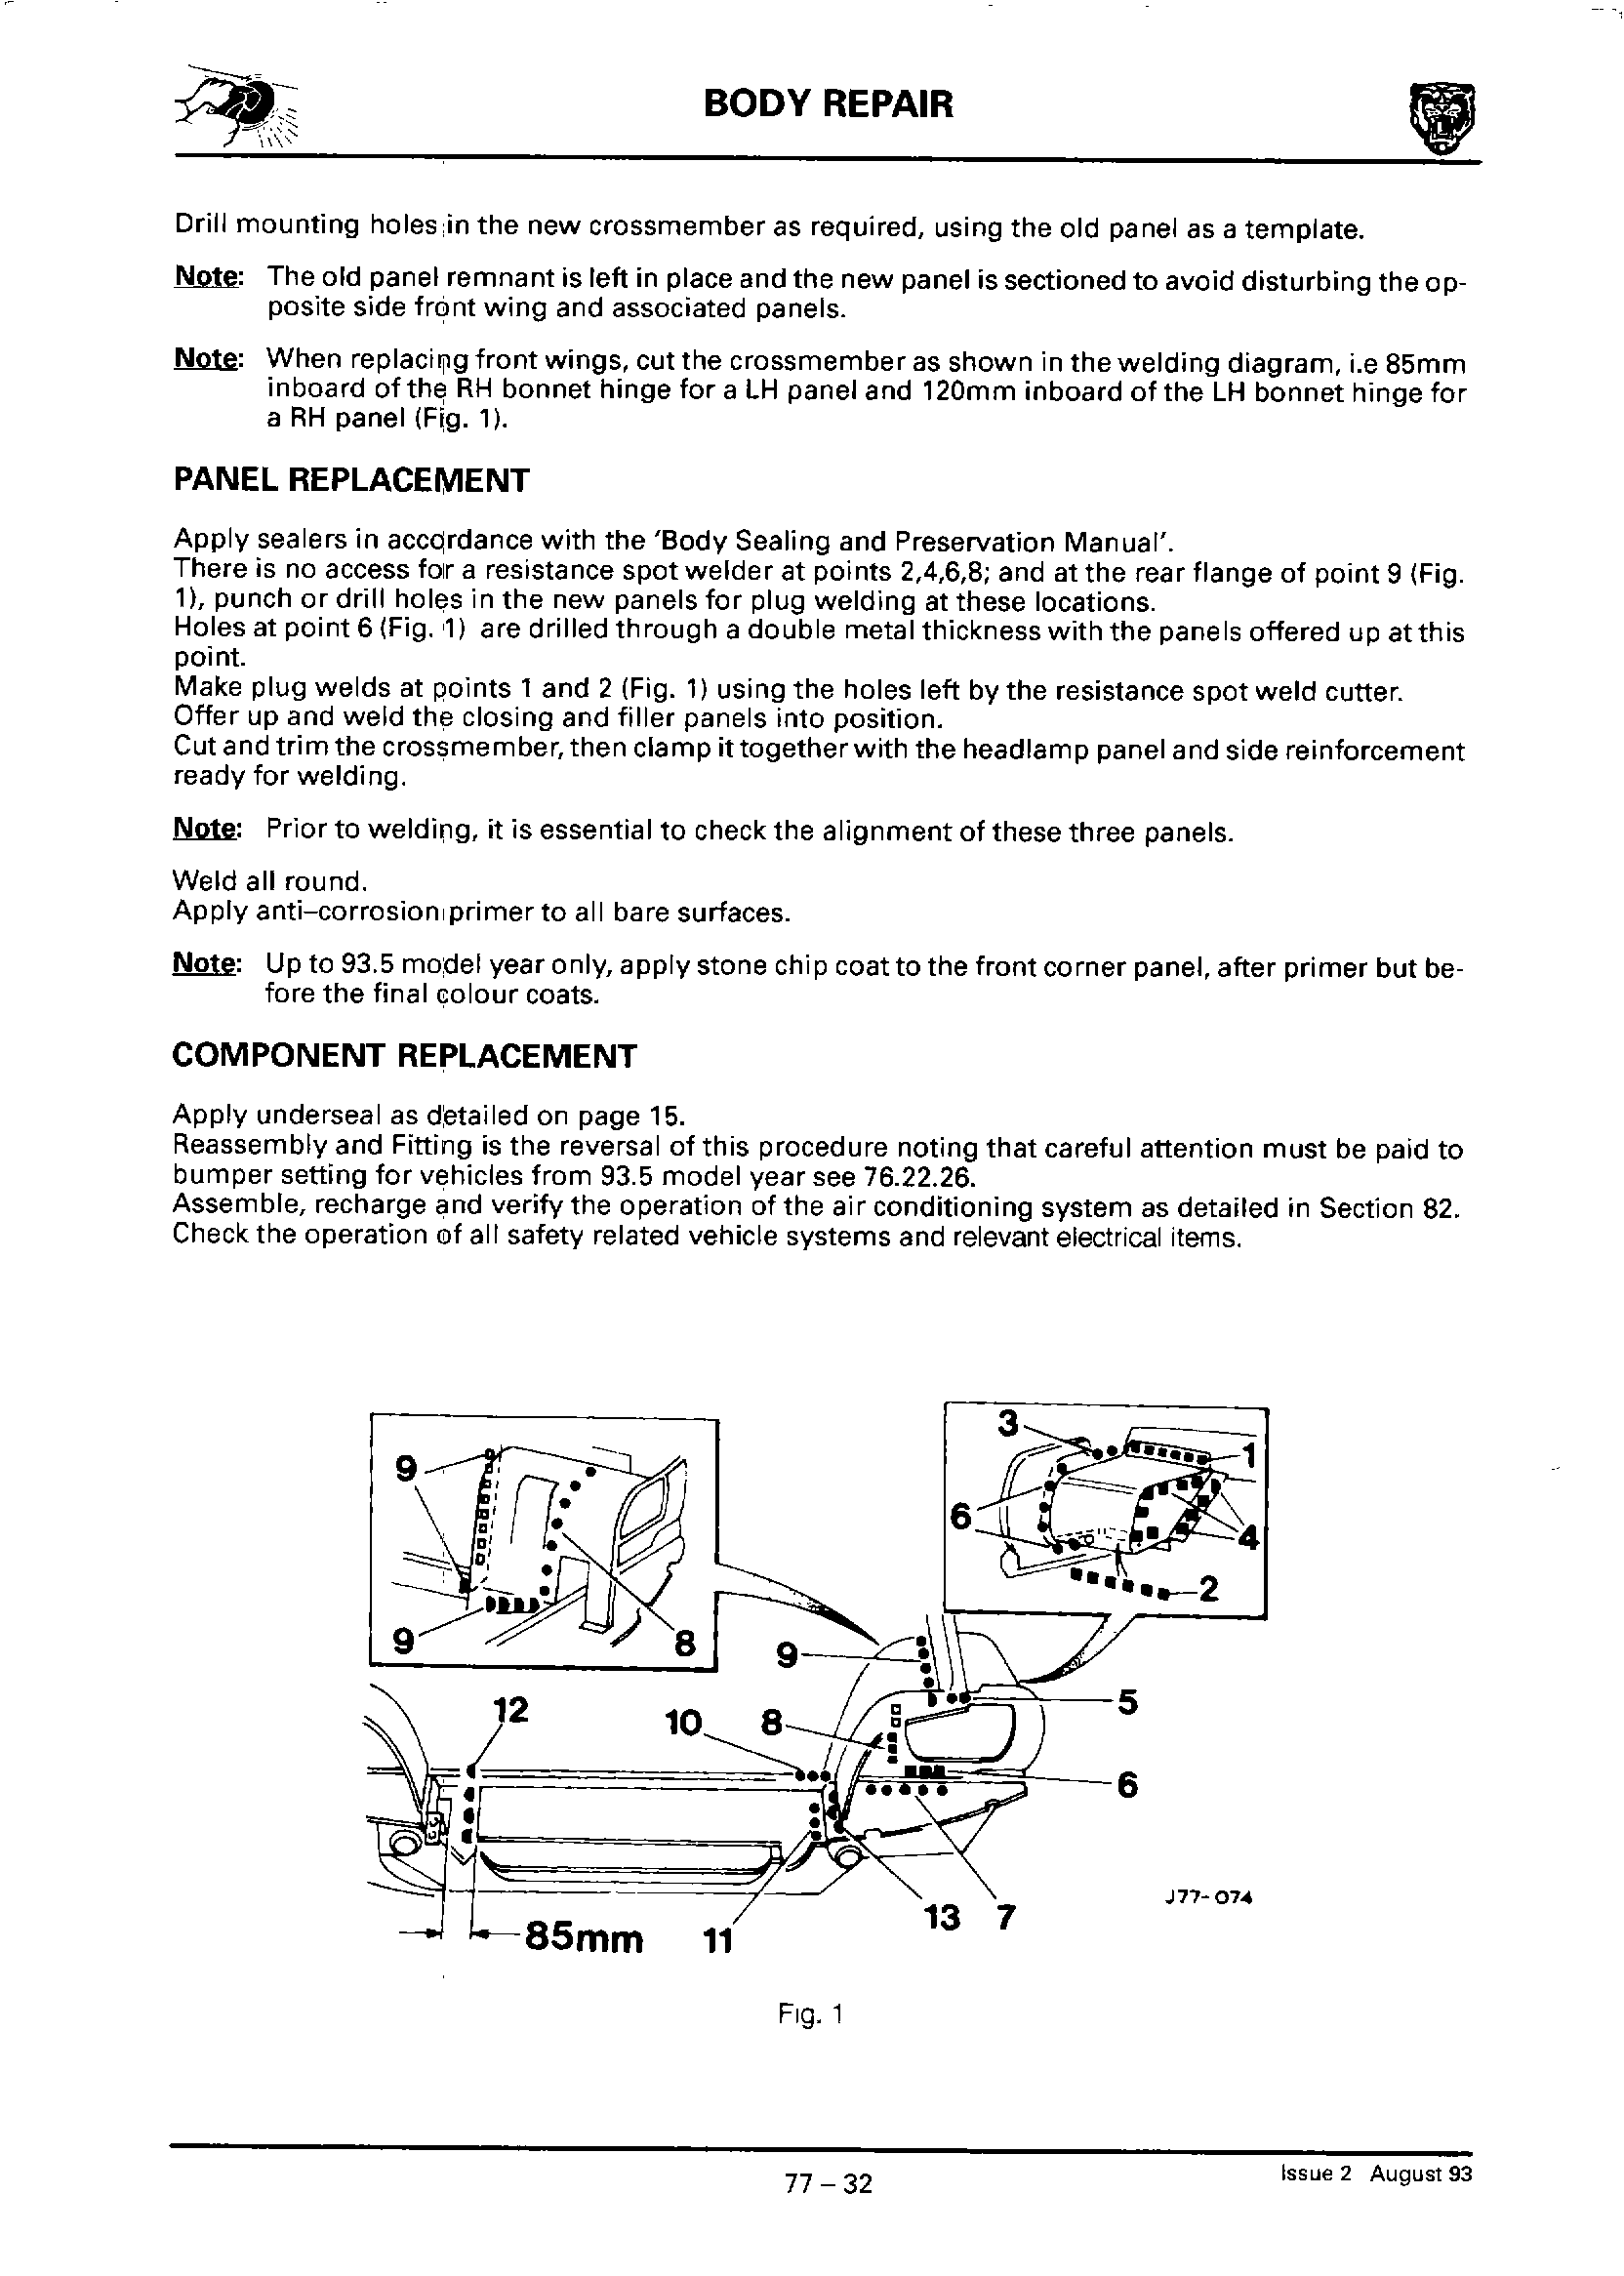 BODY REPAIR
Drill mounting holes in the new crossmember as required, using the old panel as a template.
Note: The old panel remnant is left in place and the new panel is sectioned to avoid disturbing the op-
posite side front wing and associated panels.
Note: When replacing front wings, cut the crossmember as shown in the welding diagram, i.e 85mm
inboard of the RH bonnet hinge for a LH panel and 120mm inboard of the LH bonnet hinge for
a RH panel (Fig. 1).
PANEL REPLACEMENT
Apply sealers in accordance with the 'Body Sealing and Preservation Manual'.
There is no access for a resistance spot welder at points 2,4,6,8; and at the rear flange of point 9 (Fig.
1), punch or drill holes in the new panels for plug welding at these locations.
Holes at point 6 (Fig. 1) are drilled through a double metal thickness with the panels offered up at this
point.
Make plug welds at points 1 and 2 (Fig. 1) using the holes left by the resistance spot weld cutter.
Offer up and weld the closing and filler panels into position.
Cut and trim the crossmember, then clamp it together with the headlamp panel and side reinforcement
ready for welding.
Note: Prior to welding, it is essential to check the alignment of these three panels.
Weld all round.
Apply anti–corrosion primer to all bare surfaces.
Note: Up to 93.5 model year only, apply stone chip coat to the front corner panel, after primer but be-
fore the final colour coats.
COMPONENT REPLACEMENT
Apply underseal as detailed on page 15.
Reassembly and Fitting is the reversal of this procedure noting that careful attention must be paid to
bumper setting for vehicles from 93.5 model year see 76.22.26.
Assemble, recharge and verify the operation of the air conditioning system as detailed in Section 82.
Check the operation of all safety related vehicle systems and relevant electrical items.
3
1
9
6
4
2
9
8
9
5
12
10
8
6
J77-074
13
7
85mm
11
Fig. 1
77 – 32
Issue 2 August 93